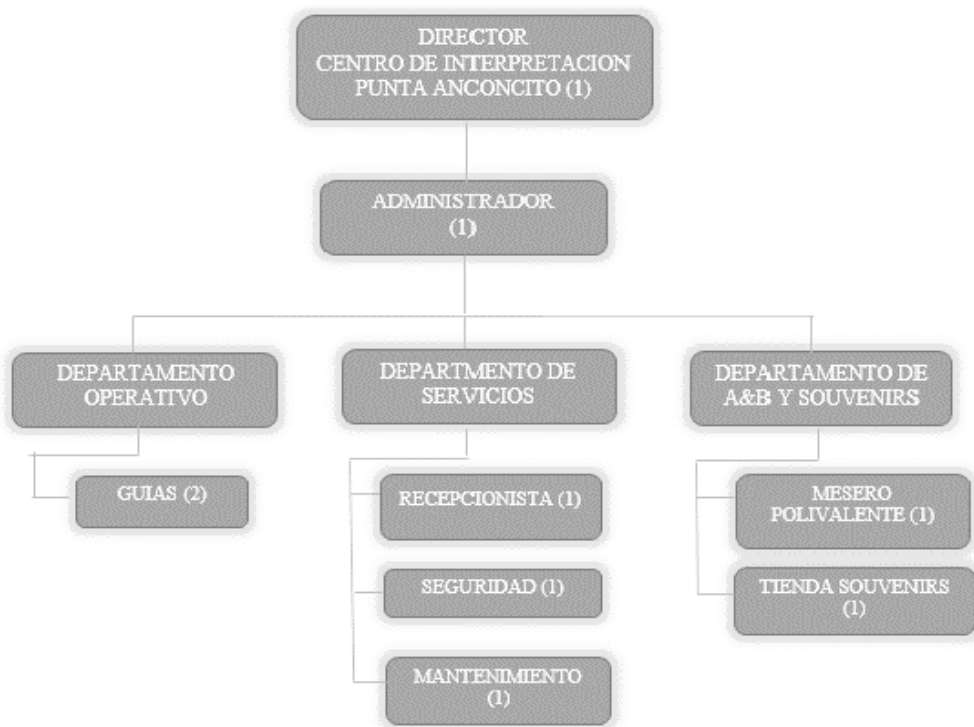 DIRECTOR
CENTRO DE INTERPRETACION
PUNTA ANCONCITO (1)
ADMINISTRADOR
(1)
DEPARTAMENTO
OPERATIVO
GUIAS (2)
DEPARTMENTO DE
SERVICIOS
RECEPCIONISTA (1)
SEGURIDAD (1)
MANTENIMIENTO
(1)
DEPARTAMENTO DE
A&B Y SOUVENIRS
MESERO
POLIVALENTE (1)
TIENDA SOUVENIRS
(1)